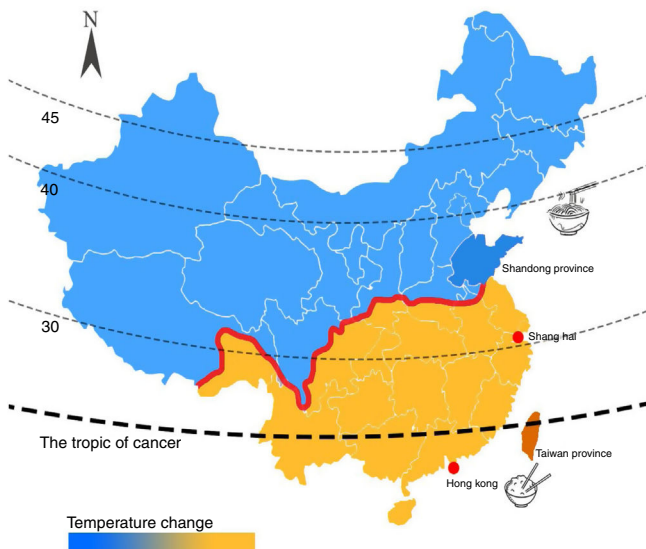 N
45
40
Shandong province
30
Shang hai
The tropic of cancer
Taiwan province
Hong kong
Temperature change